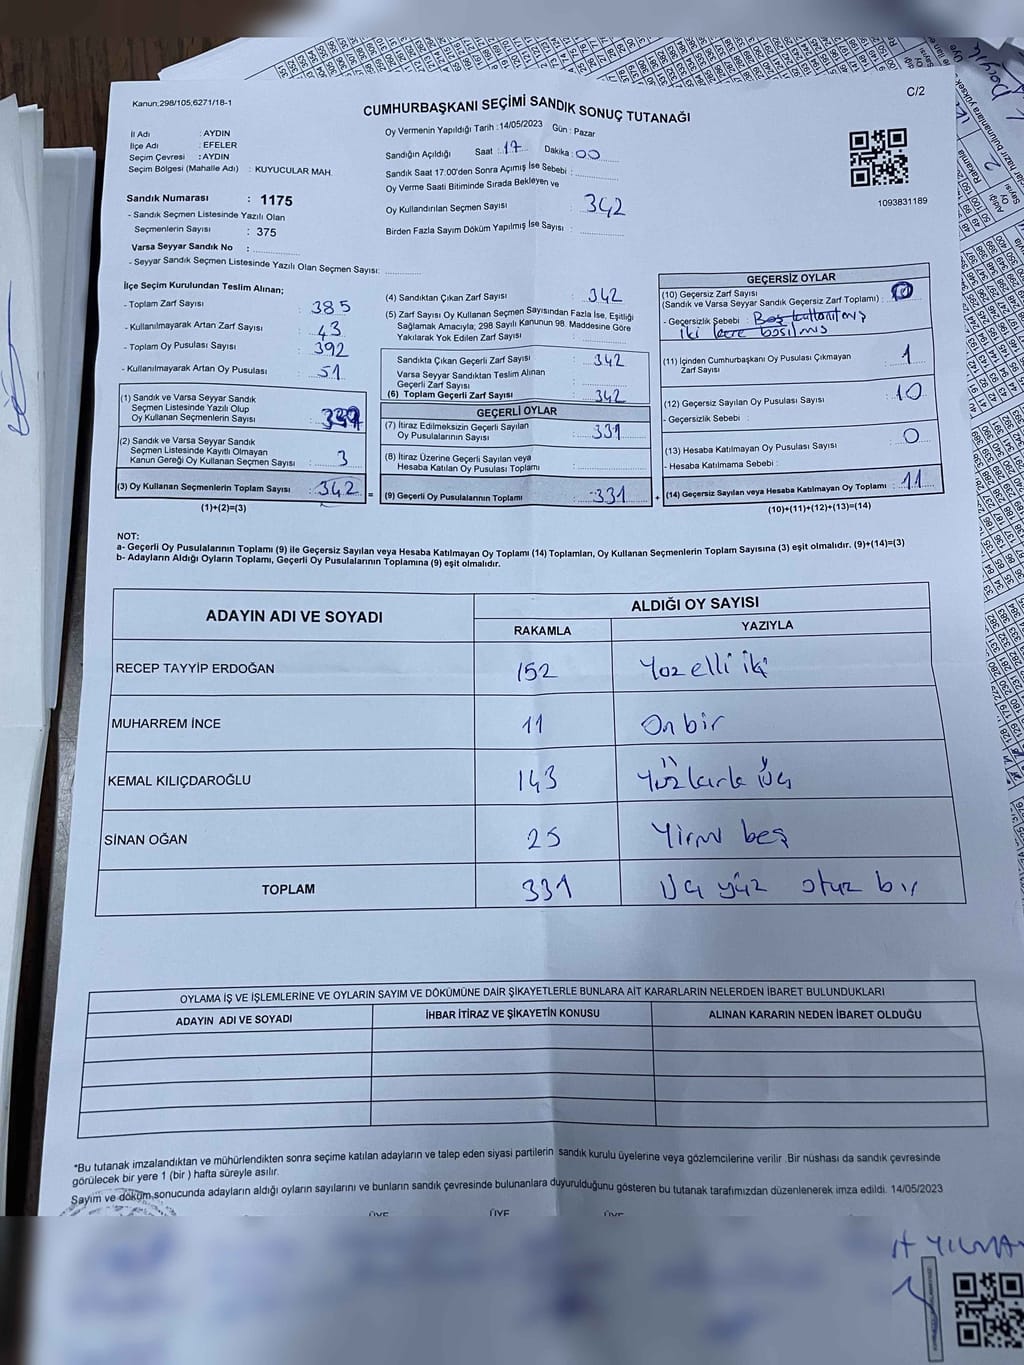 Kanun;298/105;6271/18-1
C/2
CUMHURBAŞKANI SEÇİMİ SANDIK SONUÇ TUTANAĞI
İl Adı : AYDIN
İlçe Adı : EFELER
Seçim Çevresi : AYDIN
Seçim Bölgesi (Mahalle Adı) : KUYUCULAR MAH.
Sandık Numarası : 1175
- Sandık Seçmen Listesinde Yazılı Olan
Seçmenlerin Sayısı : 375
Varsa Seyyar Sandık No :
- Seyyar Sandık Seçmen Listesinde Yazılı Olan Seçmen Sayısı:
Oy Vermenin Yapıldığı Tarih :14/05/2023 Gün : Pazar
Sandığın Açıldığı Saat : 17 Dakika : 00
Sandık Saat 17:00'den Sonra Açımış İse Sebebi :
Oy Verme Saati Bitiminde Sırada Bekleyen ve
Oy Kullandırılan Seçmen Sayısı : 342
Birden Fazla Sayım Döküm Yapılmış İse Sayısı :
1093831189
İlçe Seçim Kurulundan Teslim Alınan;
- Toplam Zarf Sayısı : 385
- Kullanılmayarak Artan Zarf Sayısı : 43
- Toplam Oy Pusulası Sayısı : 392
- Kullanılmayarak Artan Oy Pusulası : 51
(1) Sandık ve Varsa Seyyar Sandık
Seçmen Listesinde Yazılı Olup
Oy Kullanan Seçmenlerin Sayısı :
(2) Sandık ve Varsa Seyyar Sandık
Seçmen Listesinde Kayıtlı Olmayan
Kanun Gereği Oy Kullanan Seçmen Sayısı : 3
(3) Oy Kullanan Seçmenlerin Toplam Sayısı : 342 =
(1)+(2)=(3)
(4) Sandıktan Çıkan Zarf Sayısı : 342
(5) Zarf Sayısı Oy Kullanan Seçmen Sayısından Fazla İse, Eşitliği
Sağlamak Amacıyla; 298 Sayılı Kanunun 98. Maddesine Göre
Yakılarak Yok Edilen Zarf Sayısı :
Sandıkta Çıkan Geçerli Zarf Sayısı : 342
Varsa Seyyar Sandıktan Teslim Alınan
Geçerli Zarf Sayısı :
(6) Toplam Geçerli Zarf Sayısı : 342
GEÇERLİ OYLAR
(7) İtiraz Edilmeksizin Geçerli Sayılan
Oy Pusulalarının Sayısı : 331
(8) İtiraz Üzerine Geçerli Sayılan veya
Hesaba Katılan Oy Pusulası Toplamı :
(9) Geçerli Oy Pusulalarının Toplamı : 331 +
GEÇERSİZ OYLAR
(10) Geçersiz Zarf Sayısı
(Sandık ve Varsa Seyyar Sandık Geçersiz Zarf Toplamı) : 0
- Geçersizlik Sebebi : Boş kullanılmış
iki kere basılmış
(11) İçinden Cumhurbaşkanı Oy Pusulası Çıkmayan
Zarf Sayısı : 1
(12) Geçersiz Sayılan Oy Pusulası Sayısı : 10
- Geçersizlik Sebebi :
(13) Hesaba Katılmayan Oy Pusulası Sayısı : 0
- Hesaba Katılmama Sebebi :
(14) Geçersiz Sayılan veya Hesaba Katılmayan Oy Toplamı : 11
(10)+(11)+(12)+(13)=(14)
NOT:
a- Geçerli Oy Pusulalarının Toplamı (9) ile Geçersiz Sayılan veya Hesaba Katılmayan Oy Toplamı (14) Toplamları, Oy Kullanan Seçmenlerin Toplam Sayısına (3) eşit olmalıdır. (9)+(14)=(3)
b- Adayların Aldığı Oyların Toplamı, Geçerli Oy Pusulalarının Toplamına (9) eşit olmalıdır.
ADAYIN ADI VE SOYADI ALDIĞI OY SAYISI
RAKAMLA YAZIYLA
RECEP TAYYİP ERDOĞAN 152 Yüz elli iki
MUHARREM İNCE 11 On bir
KEMAL KILIÇDAROĞLU 143 Yüzkırk üç
SİNAN OĞAN 25 Yirmi beş
TOPLAM 331 Üç yüz otuz bir
OYLAMA İŞ VE İŞLEMLERİNE VE OYLARIN SAYIM VE DÖKÜMÜNE DAİR ŞİKAYETLERLE BUNLARA AİT KARARLARIN NELERDEN İBARET BULUNDUKLARI
ADAYIN ADI VE SOYADI İHBAR İTİRAZ VE ŞİKAYETİN KONUSU ALINAN KARARIN NEDEN İBARET OLDUĞU
*Bu tutanak imzalandıktan ve mühürlendikten sonra seçime katılan adayların ve talep eden siyasi partilerin sandık kurulu üyelerine veya gözlemcilerine verilir .Bir nüshası da sandık çevresinde
görülecek bir yere 1 (bir ) hafta süreyle asılır.
Sayım ve döküm sonucunda adayların aldığı oyların sayılarını ve bunların sandık çevresinde bulunanlara duyurulduğunu gösteren bu tutanak tarafımızdan düzenlenerek imza edildi. 14/05/2023
ÜYE ÜYE ÜYE